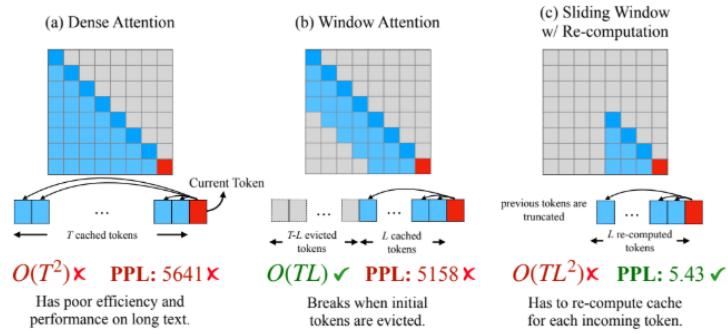 (a) Dense Attention
Current Token
...
T cached tokens
O(T²)✗ PPL: 5641✗
Has poor efficiency and
performance on long text.
(b) Window Attention
... ...
T-L evicted
tokens
L cached
tokens
O(TL)✓ PPL: 5158✗
Breaks when initial
tokens are evicted.
(c) Sliding Window
w/ Re-computation
previous tokens are
truncated
...
L re-computed
tokens
O(TL²)✗ PPL: 5.43✓
Has to re-compute cache
for each incoming token.